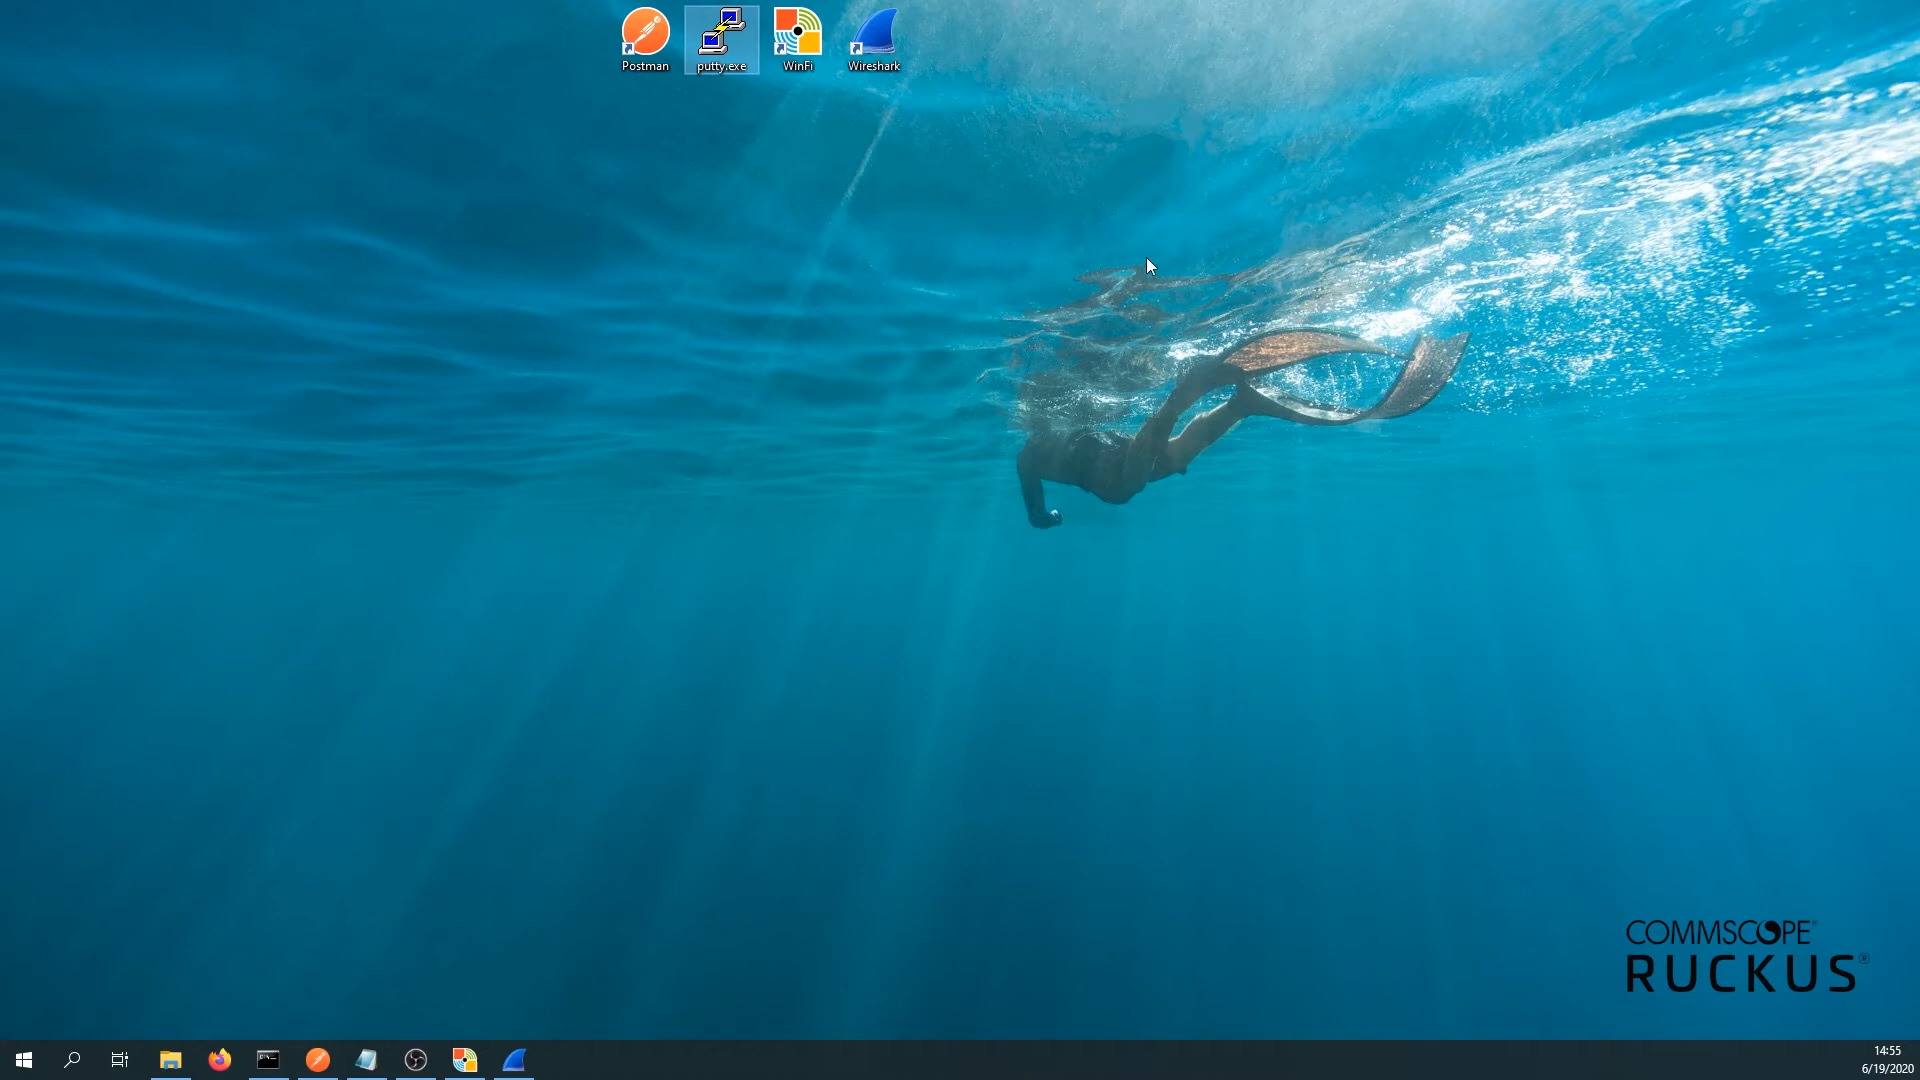 Postman
putty.exe
WinFi
Wireshark
COMMSCOPE
RUCKUS®
14:55
6/19/2020